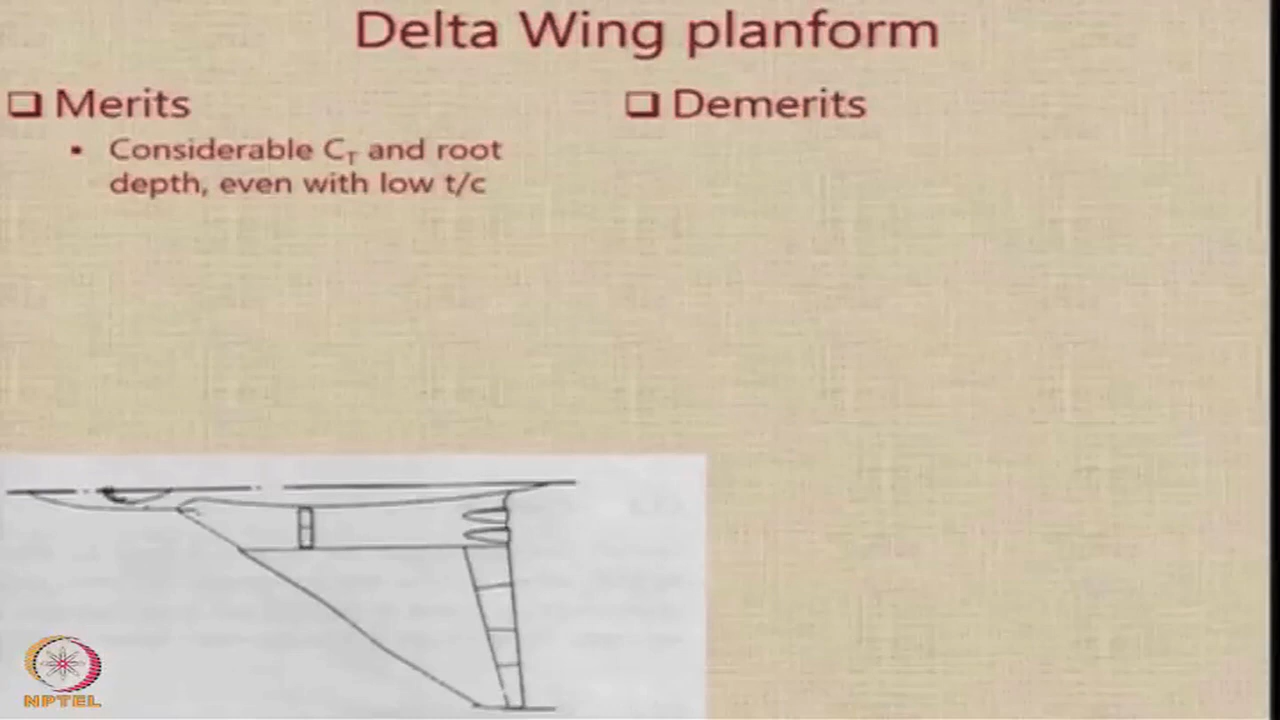 Delta Wing planform
❑ Merits
▪ Considerable C_T and root
depth, even with low t/c
❑ Demerits
NPTEL